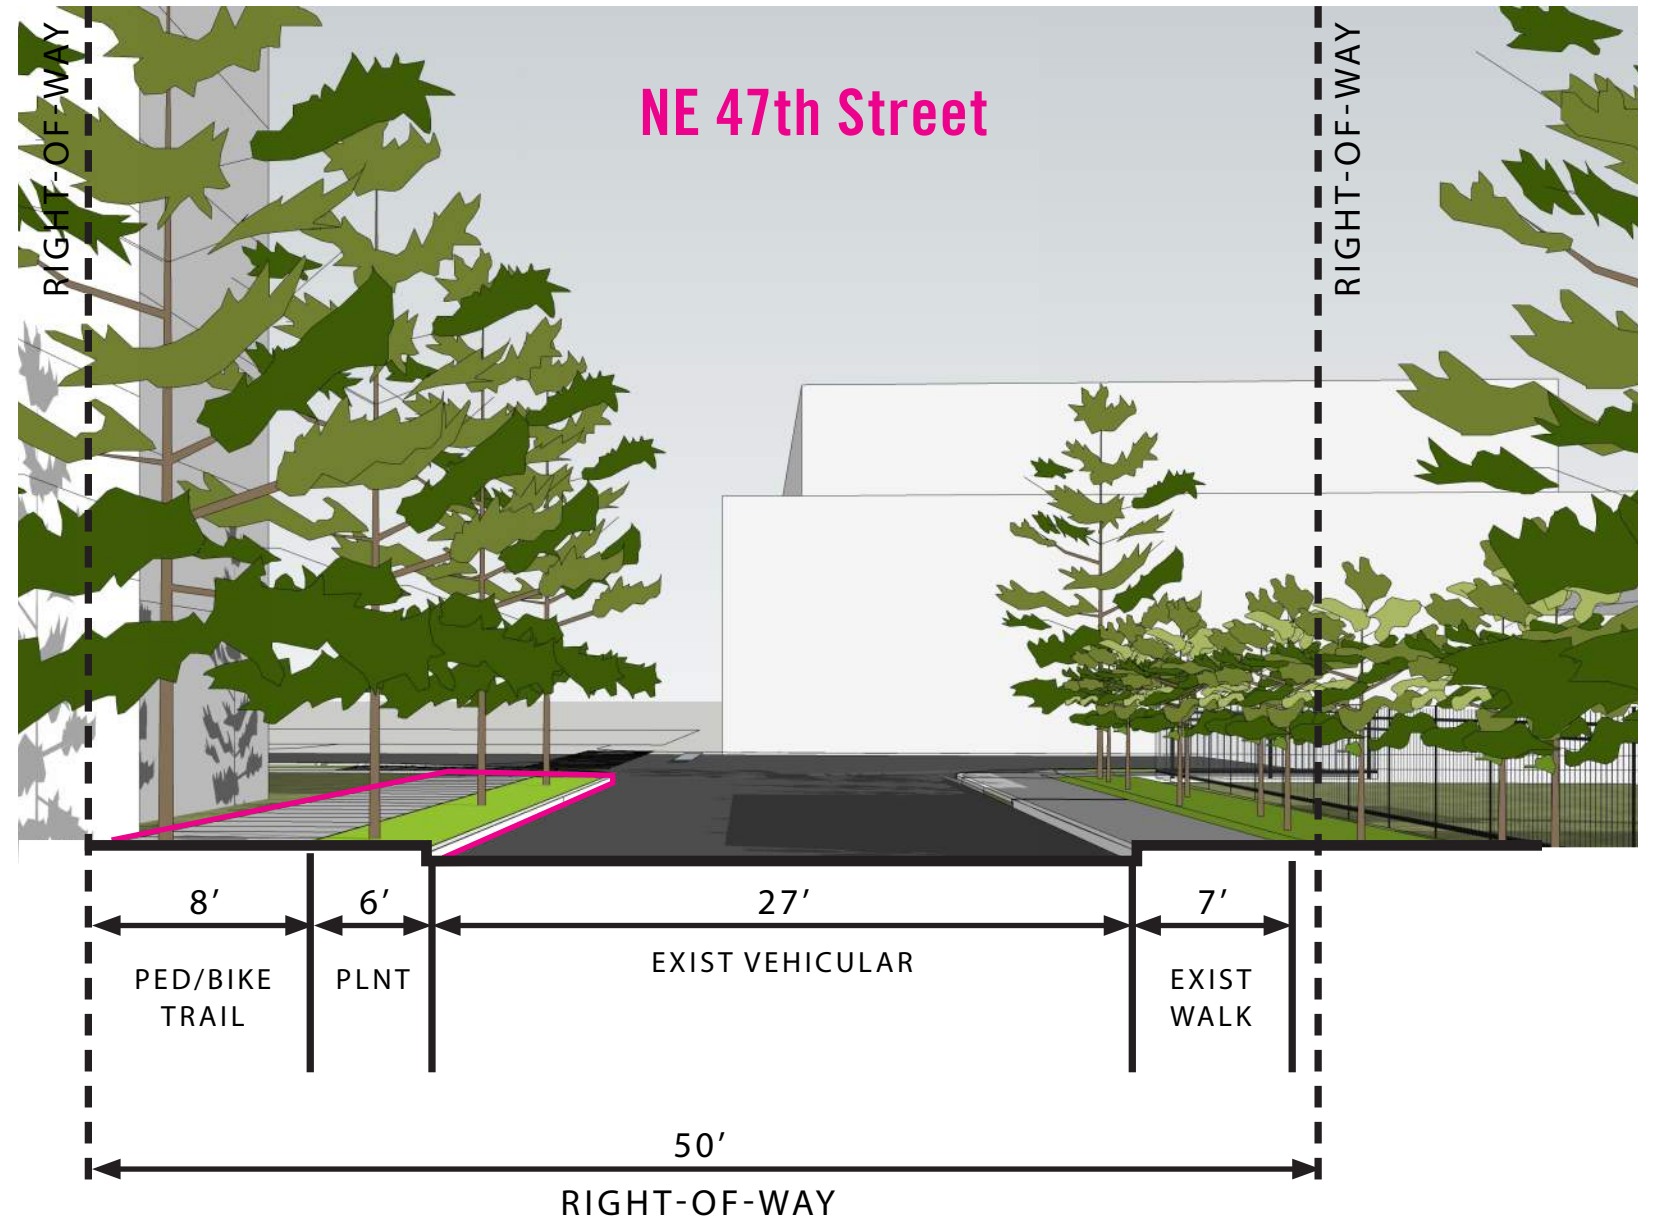 RIGHT-OF-WAY
NE 47th Street
RIGHT-OF-WAY
8’
6’
27’
7’
PED/BIKE
TRAIL
PLNT
EXIST VEHICULAR
EXIST
WALK
50’
RIGHT-OF-WAY